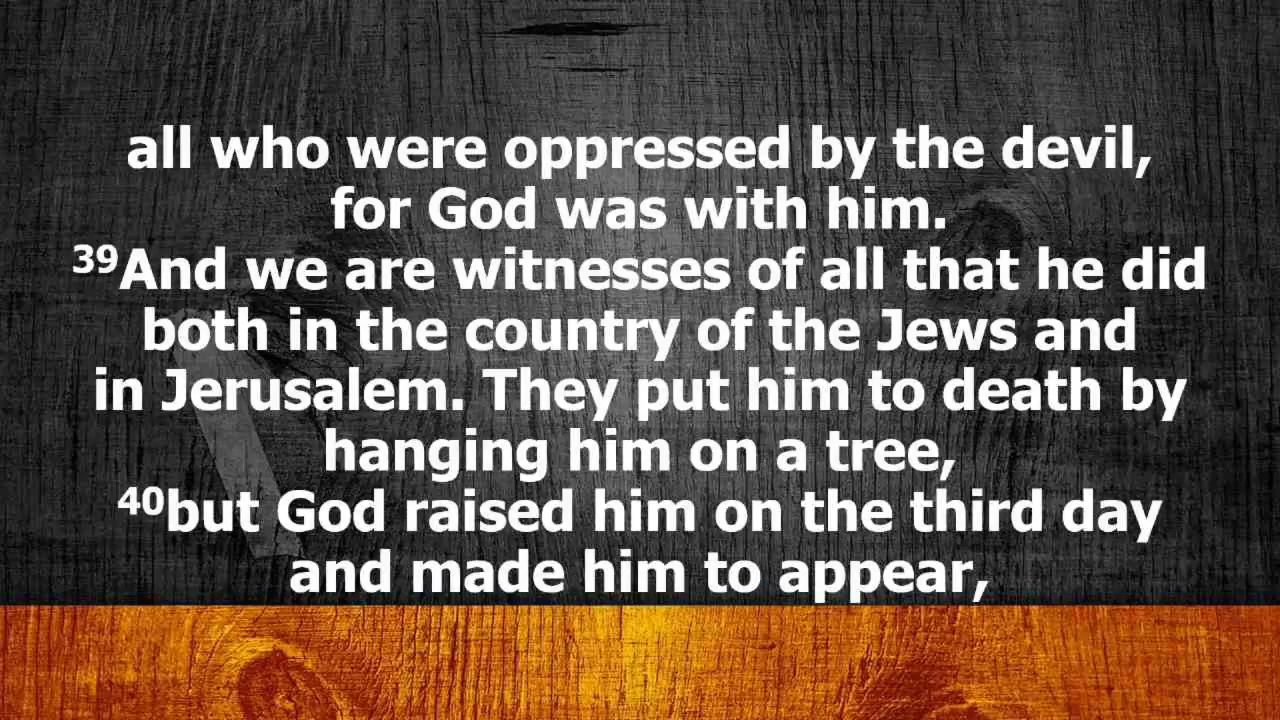 all who were oppressed by the devil,
for God was with him.
39And we are witnesses of all that he did
both in the country of the Jews and
in Jerusalem. They put him to death by
hanging him on a tree,
40but God raised him on the third day
and made him to appear,